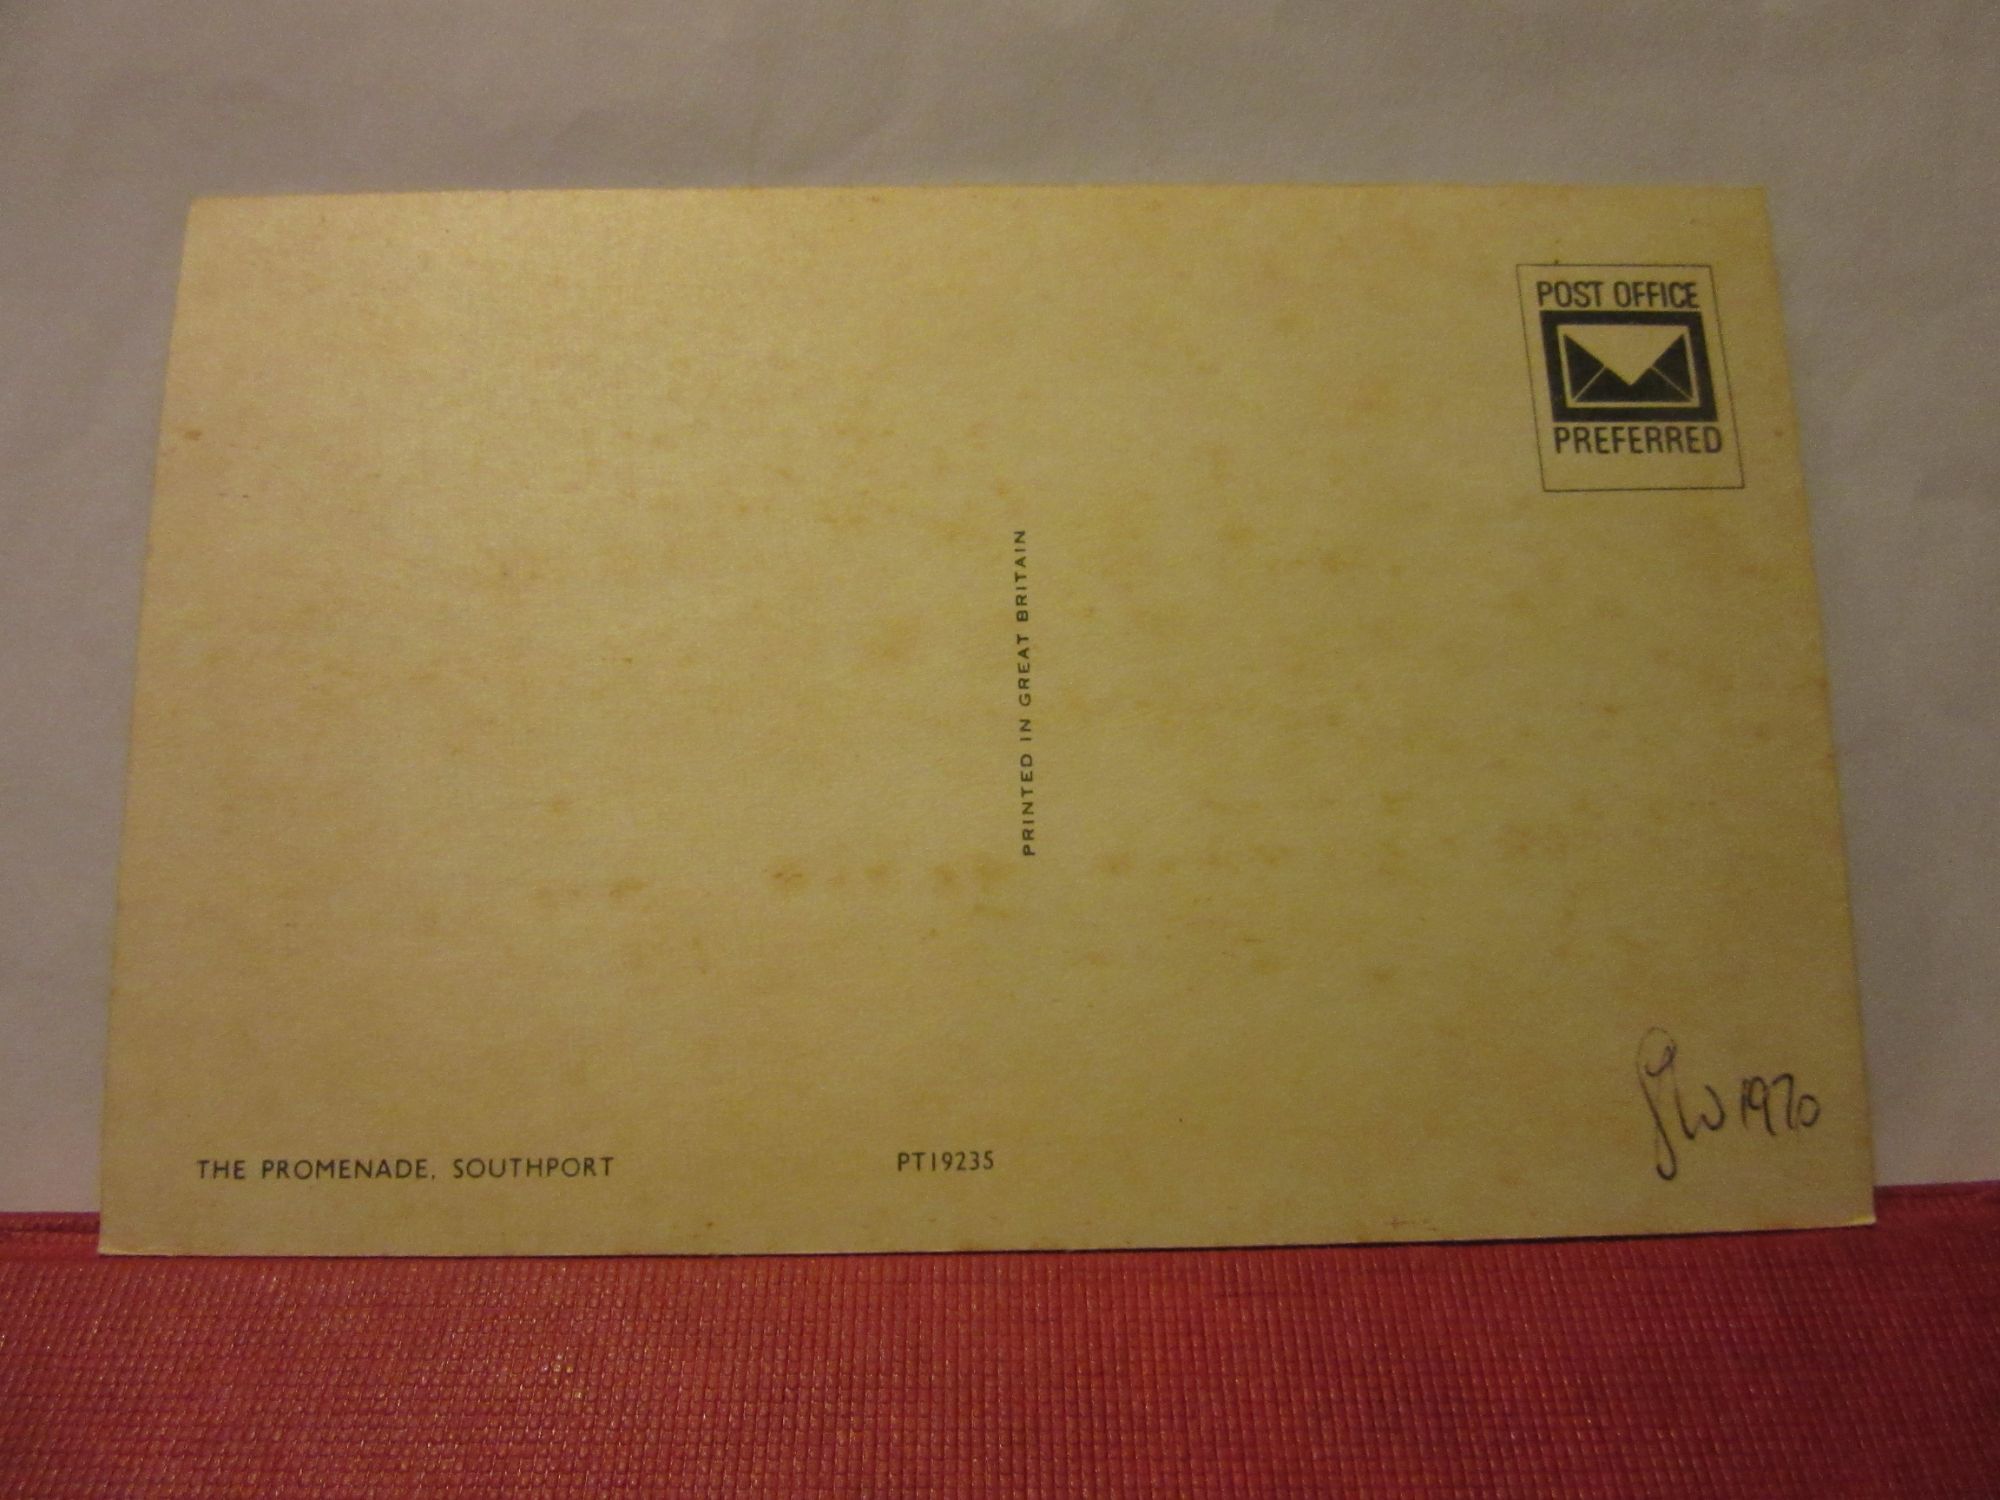 POST OFFICE
PREFERRED
PRINTED IN GREAT BRITAIN
THE PROMENADE, SOUTHPORT
PT19235
1970